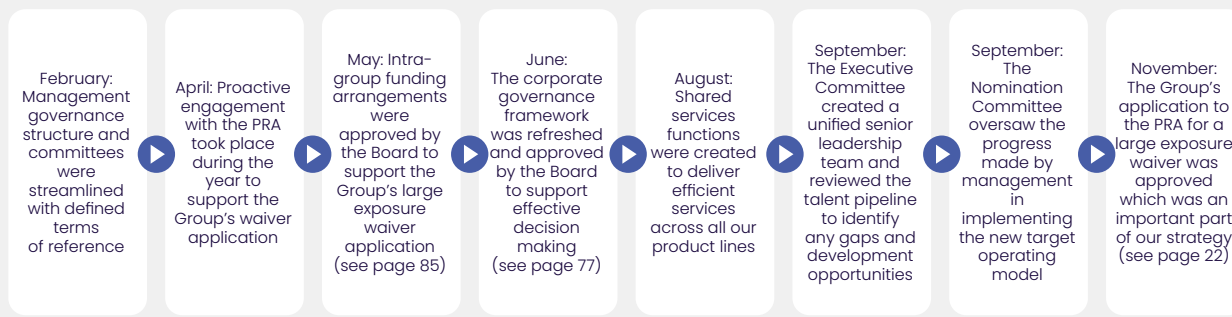 February:
Management
governance
structure and
committees
were
streamlined
with defined
terms
of reference
April: Proactive
engagement
with the PRA
took place
during the
year to
support the
Group's waiver
application
May: Intra-
group funding
arrangements
were
approved by
the Board to
support the
Group's large
exposure
waiver
application
(see page 85)
June:
The corporate
governance
framework
was refreshed
and approved
by the Board
to support
effective
decision
making
(see page 77)
August:
Shared
services
functions
were created
to deliver
efficient
services
across all our
product lines
September:
The Executive
Committee
created a
unified senior
leadership
team and
reviewed the
talent pipeline
to identify
any gaps and
development
opportunities
September:
The
Nomination
Committee
oversaw the
progress
made by
management
in
implementing
the new target
operating
model
November:
The Group's
application to
the PRA for a
large exposure
waiver was
approved
which was an
important part
of our strategy
(see page 22)